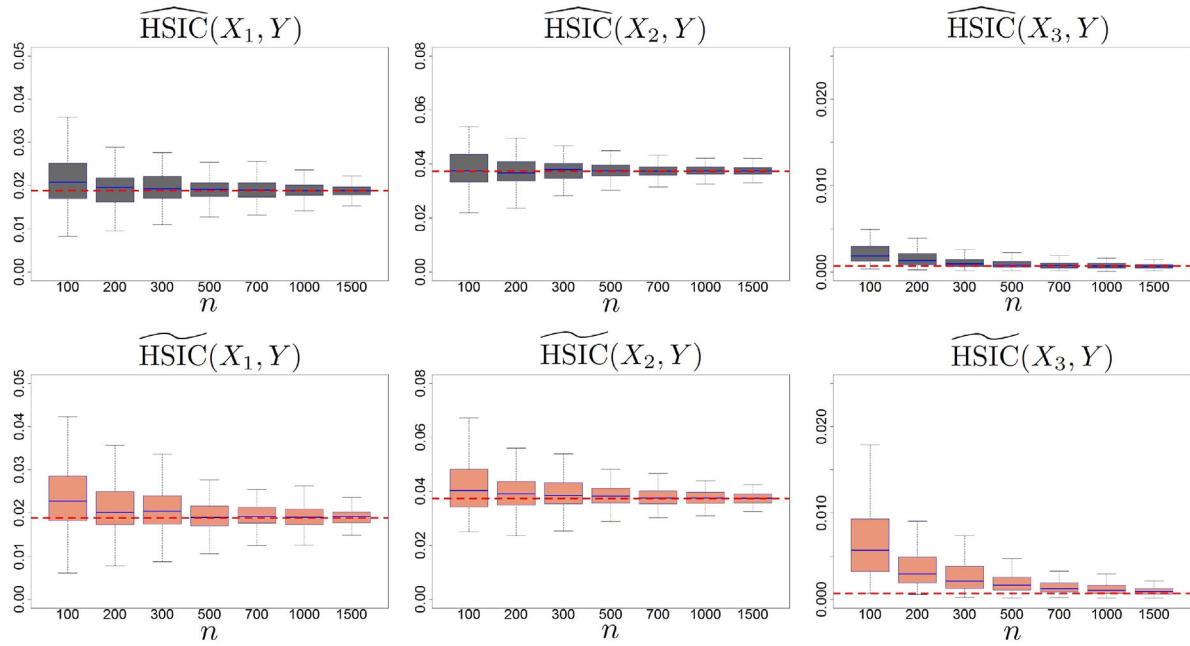 HSIC^(X₁, Y)
0.05
0.04
0.03
0.02
0.01
0.00
100 200 300 500 700 1000 1500
n
HSIC^(X₂, Y)
0.08
0.06
0.04
0.02
0.00
100 200 300 500 700 1000 1500
n
HSIC^(X₃, Y)
0.020
0.010
0.000
100 200 300 500 700 1000 1500
n
HSIC~(X₁, Y)
0.05
0.04
0.03
0.02
0.01
0.00
100 200 300 500 700 1000 1500
n
HSIC~(X₂, Y)
0.08
0.06
0.04
0.02
0.00
100 200 300 500 700 1000 1500
n
HSIC~(X₃, Y)
0.020
0.010
0.000
100 200 300 500 700 1000 1500
n